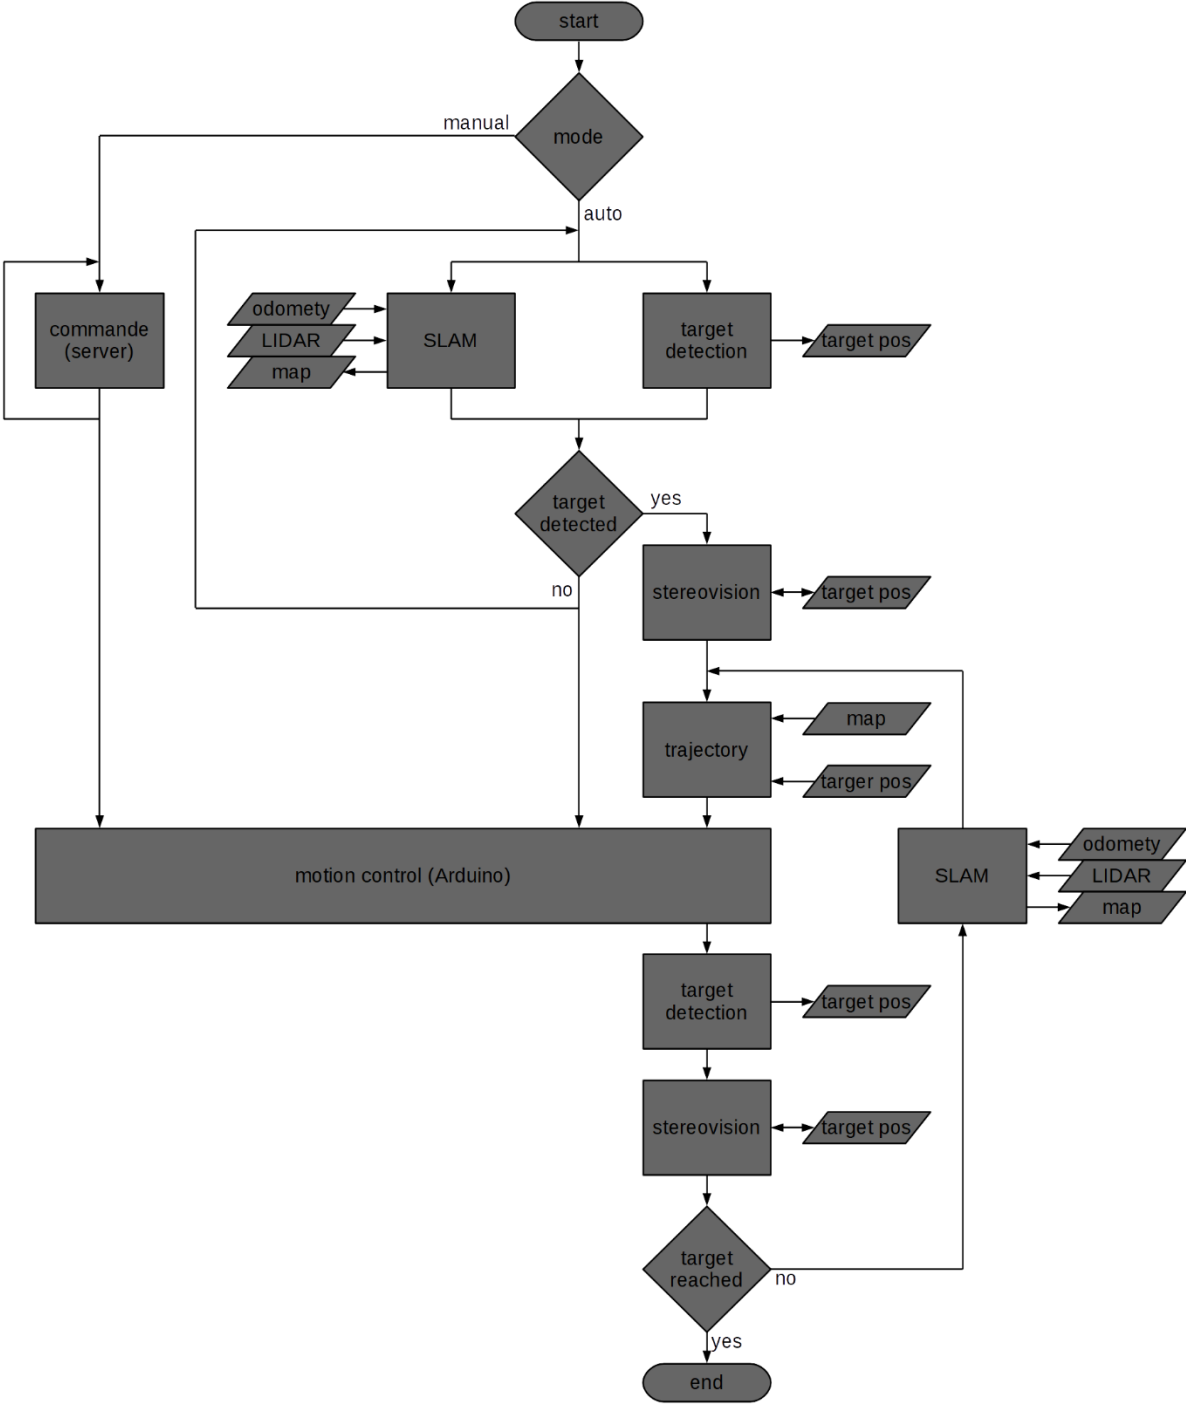 start
manual
mode
auto
commande
(server)
odomety
LIDAR
map
SLAM
target
detection
target pos
target
detected
yes
no
stereovision
target pos
trajectory
map
targer pos
motion control (Arduino)
SLAM
odomety
LIDAR
map
target
detection
target pos
stereovision
target pos
target
reached
no
yes
end